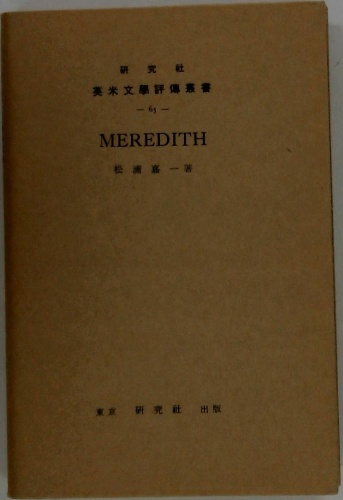 研究社
英米文學評傳叢書
— 63 —
MEREDITH
松浦嘉一著
東京 研究社 出版